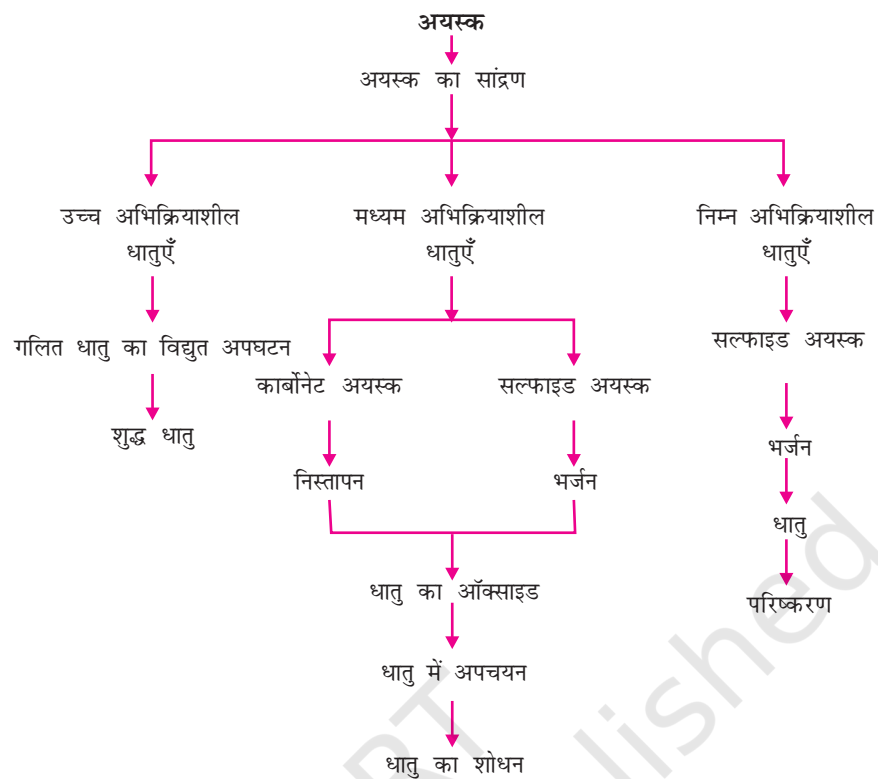 अयस्क
अयस्क का सांद्रण
उच्च अभिक्रियाशील
धातुएँ
मध्यम अभिक्रियाशील
धातुएँ
निम्न अभिक्रियाशील
धातुएँ
गलित धातु का विद्युत अपघटन
शुद्ध धातु
कार्बोनेट अयस्क
सल्फाइड अयस्क
निस्तापन
भर्जन
धातु का ऑक्साइड
धातु में अपचयन
धातु का शोधन
सल्फाइड अयस्क
भर्जन
धातु
परिष्करण